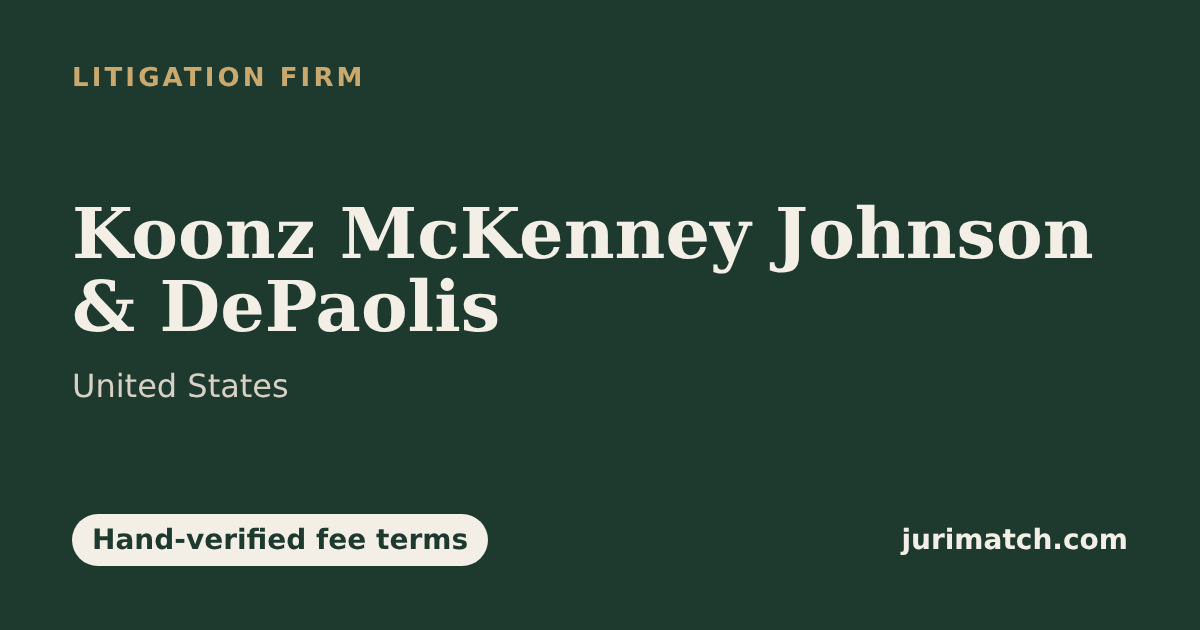 LITIGATION FIRM
Koonz McKenney Johnson
& DePaolis
United States
Hand-verified fee terms
jurimatch.com